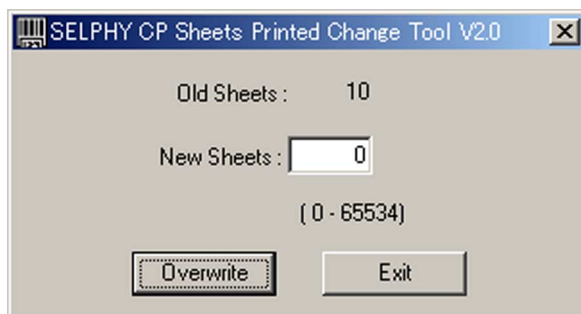 SELPHY CP Sheets Printed Change Tool V2.0
Old Sheets : 10
New Sheets : 0
( 0 - 65534)
Overwrite Exit